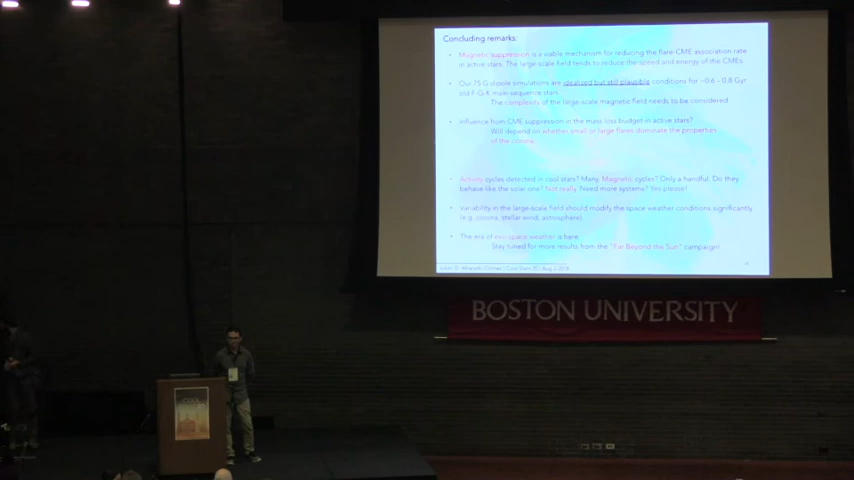 Concluding remarks:
• Magnetic suppression is a viable mechanism for reducing the flare-CME association rate
in active stars. The large-scale field tends to reduce the speed and energy of the CMEs.
• Our 75 G dipole simulations are idealized but still plausible conditions for ~0.6 - 0.8 Gyr
old F-G-K main-sequence stars.
The complexity of the large-scale magnetic field needs to be considered
• Influence from CME suppression in the mass loss budget in active stars?
Will depend on whether small or large flares dominate the properties
of the corona.
• Activity cycles detected in cool stars? Many. Magnetic cycles? Only a handful. Do they
behave like the solar one? Not really. Need more systems? Yes please!
• Variability in the large-scale field should modify the space weather conditions significantly
(e.g. corona, stellar wind, astrosphere).
• The era of exo-space weather is here.
Stay tuned for more results from the "Far Beyond the Sun" campaign!
Cool Stars 20 | Aug 2 2018
BOSTON UNIVERSITY